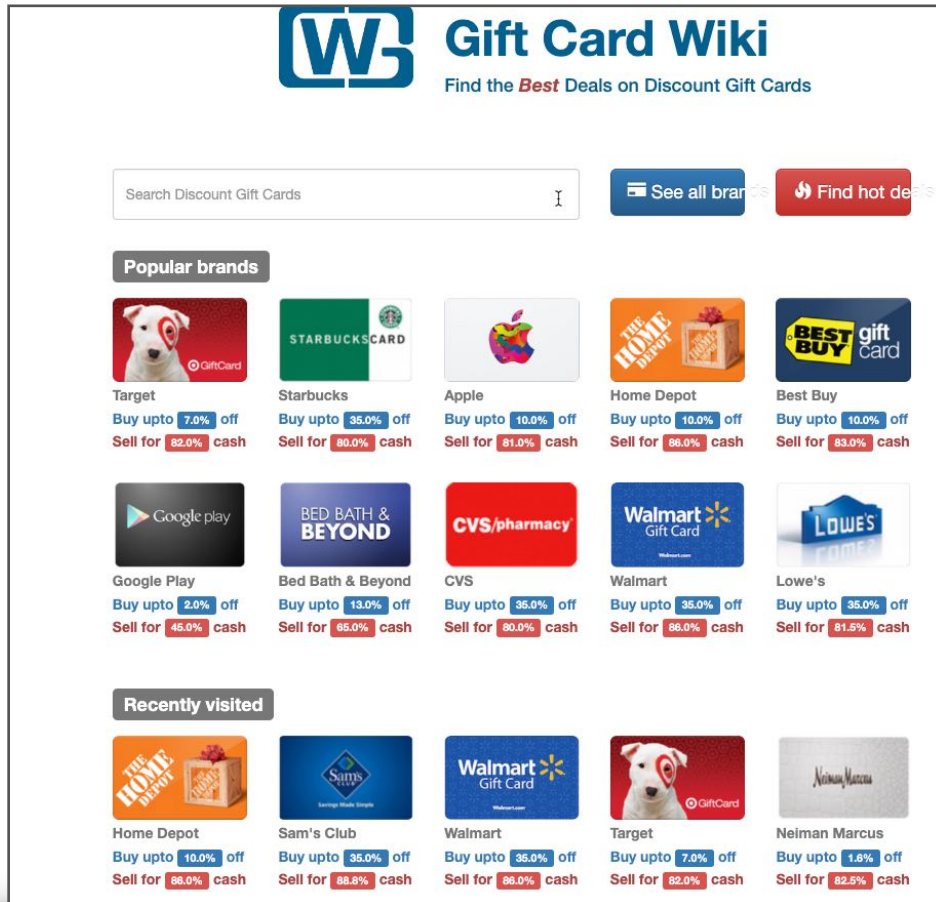 WG
Gift Card Wiki
Find the Best Deals on Discount Gift Cards
Search Discount Gift Cards
See all brands
Find hot deals
Popular brands
GiftCard
STARBUCKSCARD
THE HOME DEPOT
BEST BUY gift card
Target
Starbucks
Apple
Home Depot
Best Buy
Buy upto 7.0% off
Buy upto 35.0% off
Buy upto 10.0% off
Buy upto 10.0% off
Buy upto 10.0% off
Sell for 82.0% cash
Sell for 80.0% cash
Sell for 81.0% cash
Sell for 86.0% cash
Sell for 83.0% cash
Google play
BED BATH &
BEYOND
CVS/pharmacy
Walmart
Gift Card
Walmart.com
LOWE'S
Google Play
Bed Bath & Beyond
CVS
Walmart
Lowe's
Buy upto 2.0% off
Buy upto 13.0% off
Buy upto 35.0% off
Buy upto 35.0% off
Buy upto 35.0% off
Sell for 45.0% cash
Sell for 65.0% cash
Sell for 80.0% cash
Sell for 86.0% cash
Sell for 81.5% cash
Recently visited
THE HOME DEPOT
Sam's
CLUB
Savings Made Simple
Walmart
Gift Card
Walmart.com
GiftCard
Neiman Marcus
Home Depot
Sam's Club
Walmart
Target
Neiman Marcus
Buy upto 10.0% off
Buy upto 35.0% off
Buy upto 35.0% off
Buy upto 7.0% off
Buy upto 1.6% off
Sell for 86.0% cash
Sell for 88.8% cash
Sell for 86.0% cash
Sell for 82.0% cash
Sell for 82.5% cash